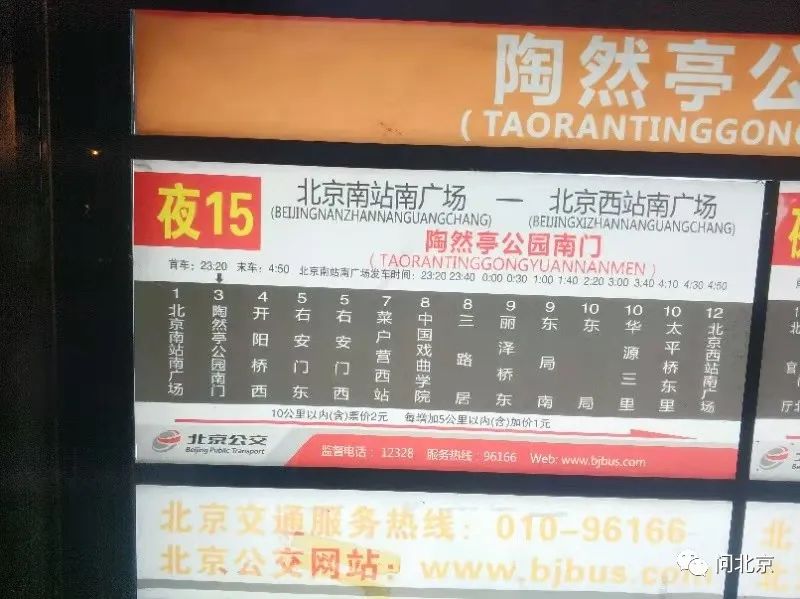 陶然亭公
(TAORANTINGGONG
夜15
北京南站南广场 — 北京西站南广场
(BEIJINGNANZHANNANGUANGCHANG) (BEIJINGXIZHANNANGUANGCHANG)
陶然亭公园南门
(TAORANTINGGONGYUANNANMEN)
首车：23:20 末车：4:50 北京南站南广场发车时间：23:20 23:40 0:00 0:30 1:00 1:40 2:20 3:00 3:40 4:10 4:30 4:50
1 3 4 5 5 7 8 8 9 9 10 10 10 12
北京南站南广场
陶然亭公园南门
开阳桥西
右安门东
右安门西
菜户营西站
中国戏曲学院
三路居
丽泽桥东
东局南
东局
华源三里
太平桥东里
北京西站南广场
10公里以内(含)票价2元 每增加5公里以内(含)加价1元
北京公交
Beijing Public Transport
监督电话：12328 服务热线：96166 Web: www.bjbus.com
北京交通服务热线：010-96166
北京公交网站：www.bjbus.com
问北京